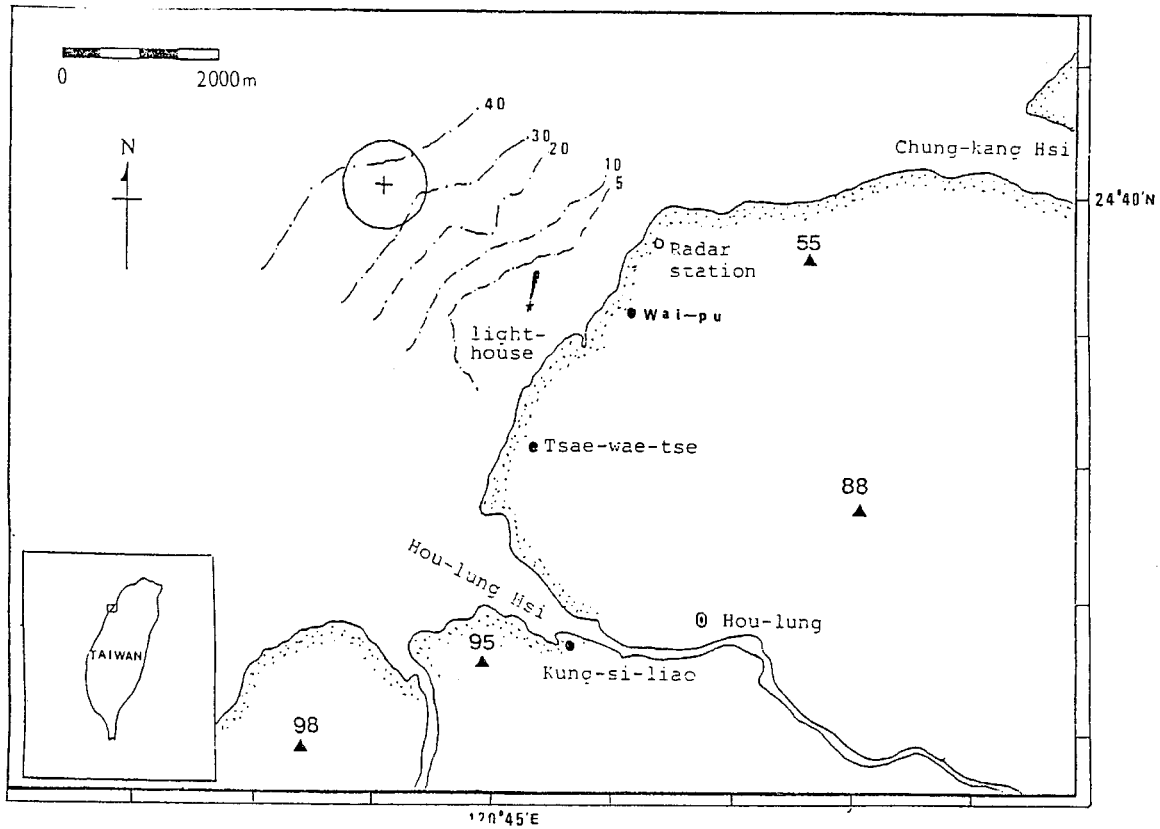 0 2000m
N
40
30
20
10
5
Chung-kang Hsi
24°40'N
Radar
station
55
Wai-pu
light-
house
Tsae-wae-tse
88
Hou-lung Hsi
Hou-lung
95
Kung-si-liao
98
TAIWAN
120°45'E